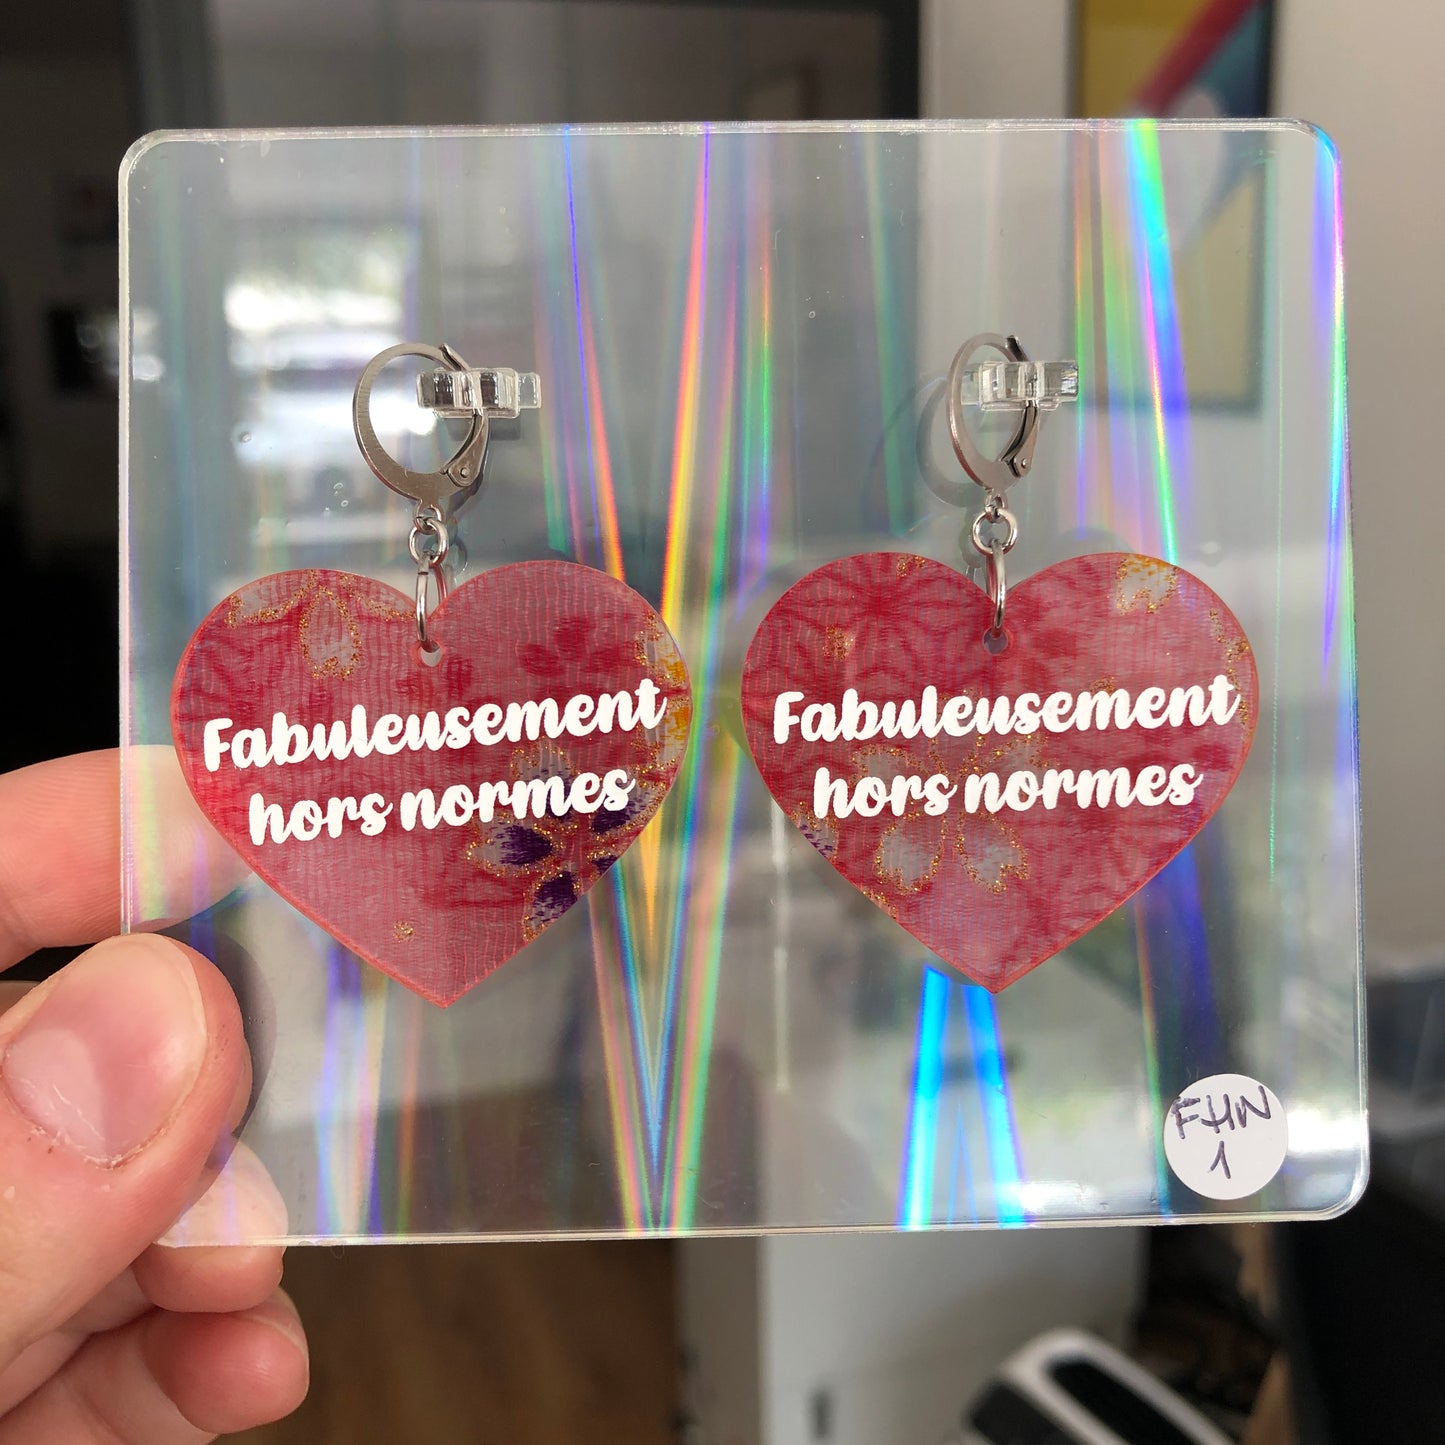 Fabuleusement
hors normes
Fabuleusement
hors normes
FHN
1